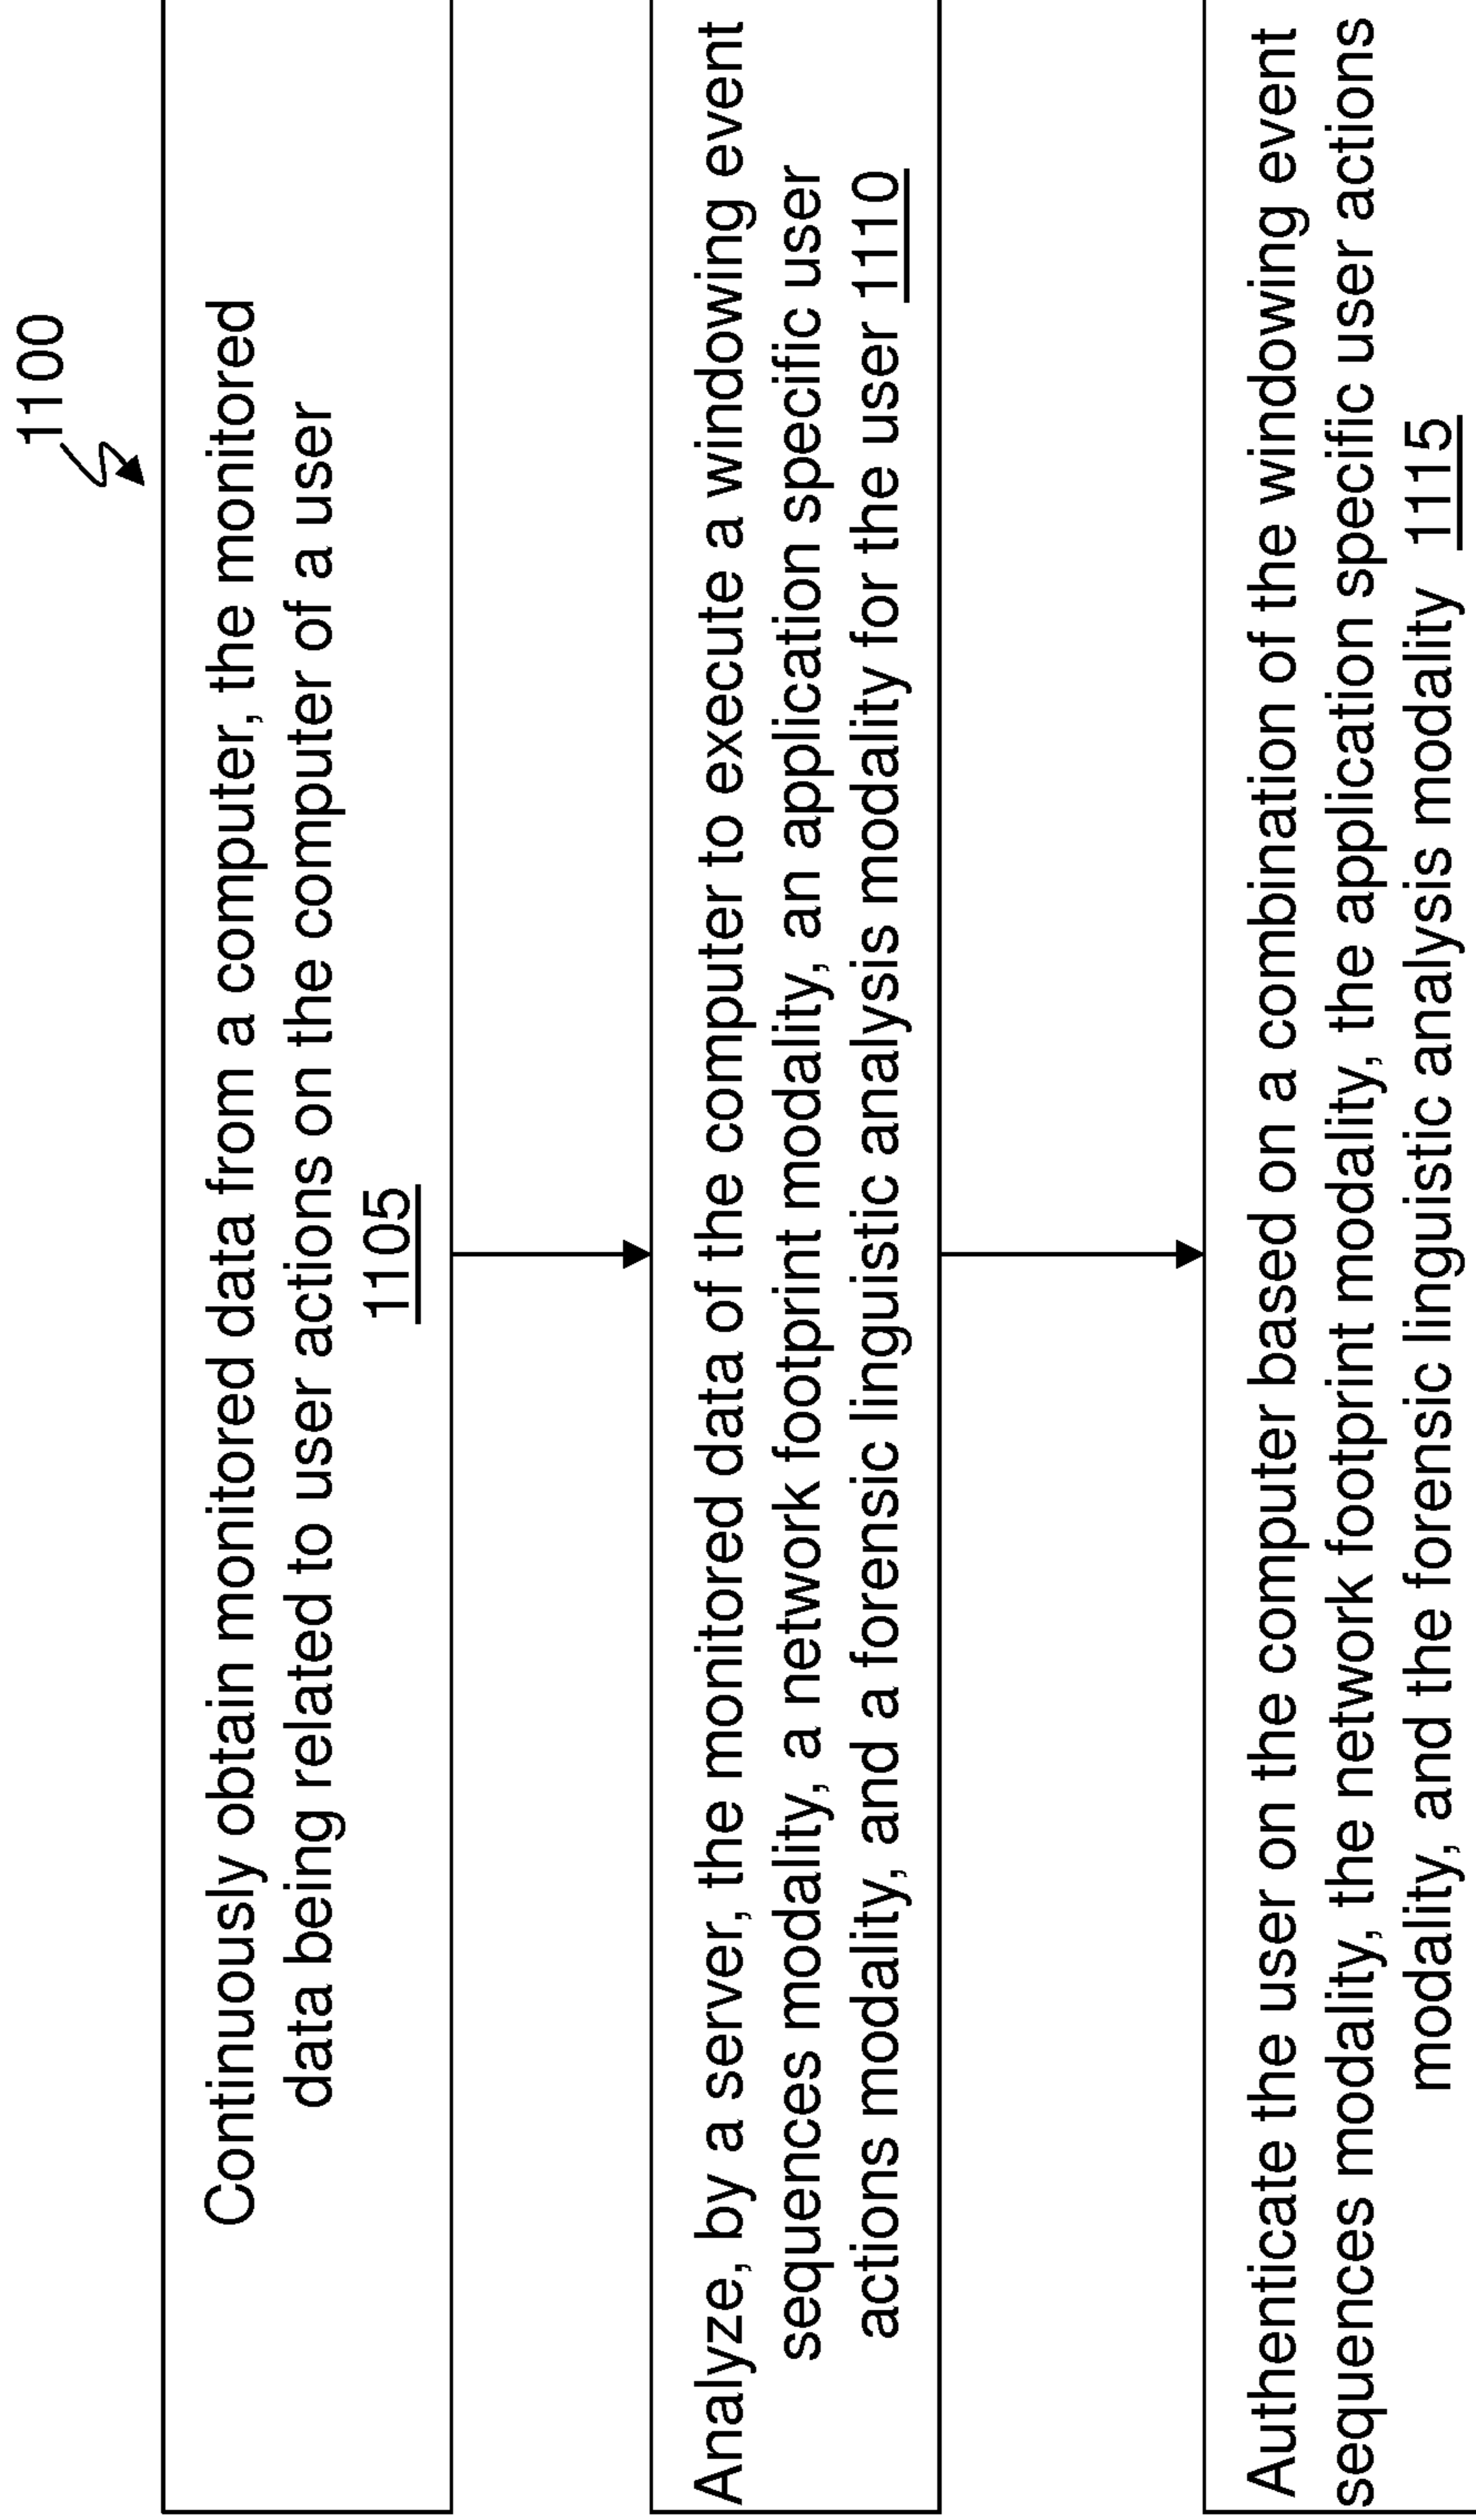 1100
Continuously obtain monitored data from a computer, the monitored
data being related to user actions on the computer of a user
1105
Analyze, by a server, the monitored data of the computer to execute a windowing event
sequences modality, a network footprint modality, an application specific user
actions modality, and a forensic linguistic analysis modality for the user 1110
Authenticate the user on the computer based on a combination of the windowing event
sequences modality, the network footprint modality, the application specific user actions
modality, and the forensic linguistic analysis modality 1115